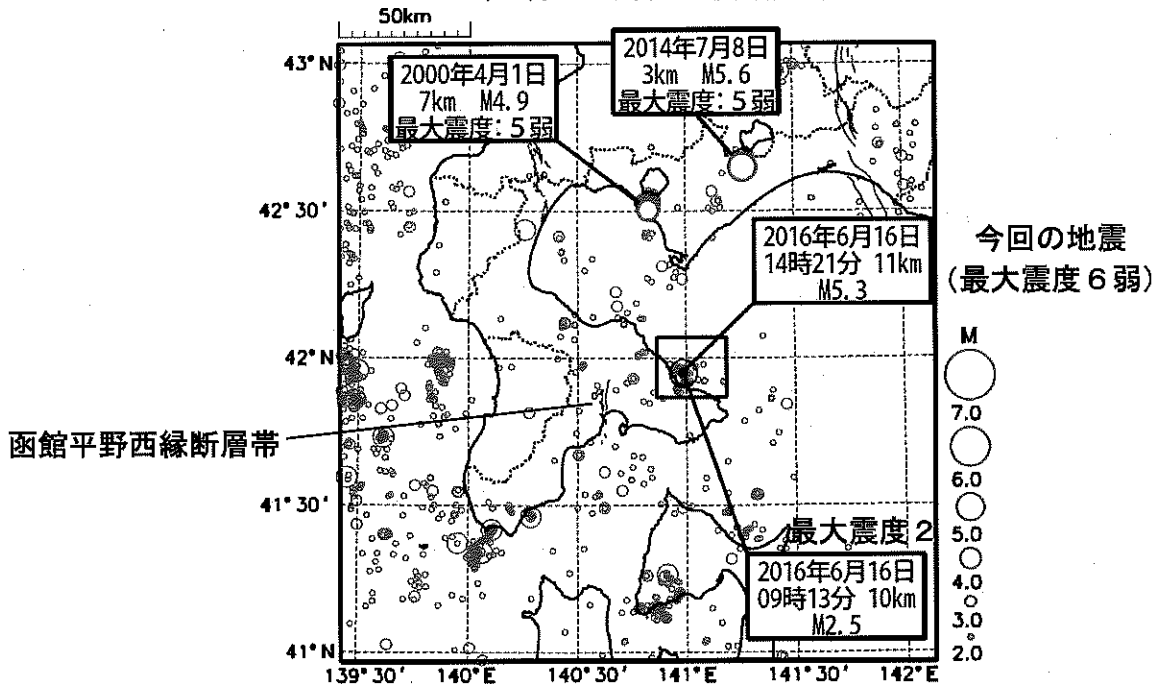 50km
43°N
42°30'
42°N
41°30'
41°N
139°30'
140°E
140°30'
141°E
141°30'
142°E
2000年4月1日
7km M4.9
最大震度：5弱
2014年7月8日
3km M5.6
最大震度：5弱
2016年6月16日
14時21分 11km
M5.3
今回の地震
（最大震度6弱）
函館平野西縁断層帯
最大震度2
2016年6月16日
09時13分 10km
M2.5
M
7.0
6.0
5.0
4.0
3.0
2.0